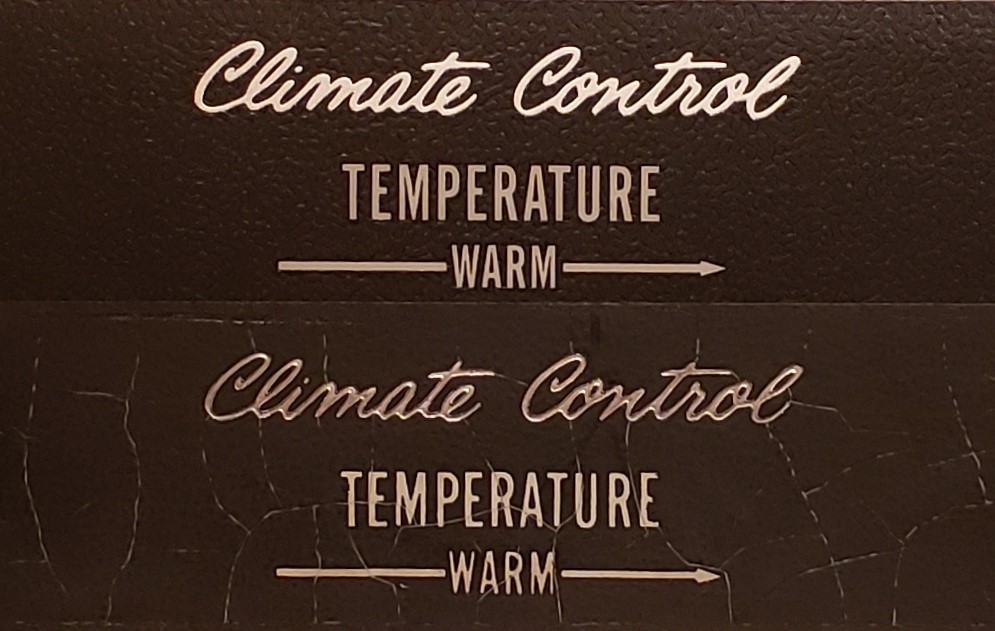 Climate Control
TEMPERATURE
WARM
Climate Control
TEMPERATURE
WARM